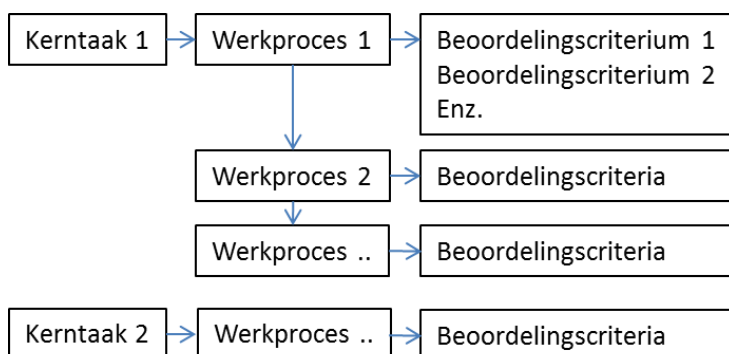 Kerntaak 1
Werkproces 1
Beoordelingscriterium 1
Beoordelingscriterium 2
Enz.
Werkproces 2
Beoordelingscriteria
Werkproces ..
Beoordelingscriteria
Kerntaak 2
Werkproces ..
Beoordelingscriteria